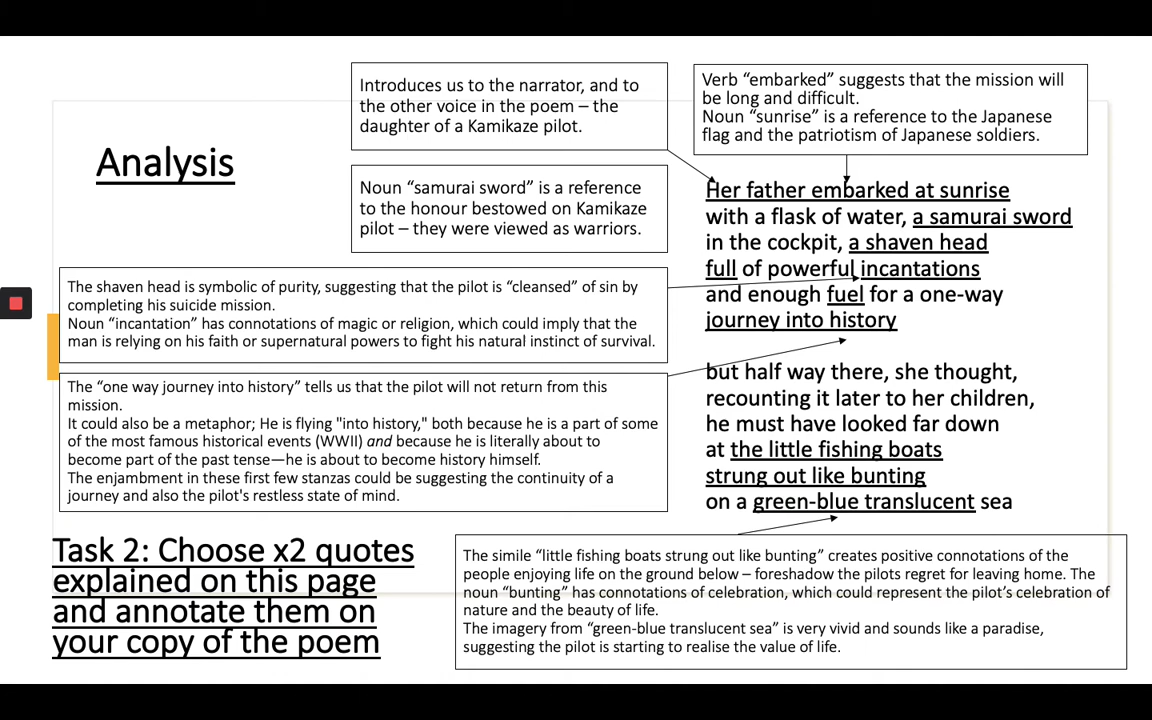 Analysis
Introduces us to the narrator, and to
the other voice in the poem – the
daughter of a Kamikaze pilot.
Verb “embarked” suggests that the mission will
be long and difficult.
Noun “sunrise” is a reference to the Japanese
flag and the patriotism of Japanese soldiers.
Noun “samurai sword” is a reference
to the honour bestowed on Kamikaze
pilot – they were viewed as warriors.
The shaven head is symbolic of purity, suggesting that the pilot is “cleansed” of sin by
completing his suicide mission.
Noun “incantation” has connotations of magic or religion, which could imply that the
man is relying on his faith or supernatural powers to fight his natural instinct of survival.
The “one way journey into history” tells us that the pilot will not return from this
mission.
It could also be a metaphor; He is flying "into history," both because he is a part of some
of the most famous historical events (WWII) and because he is literally about to
become part of the past tense—he is about to become history himself.
The enjambment in these first few stanzas could be suggesting the continuity of a
journey and also the pilot's restless state of mind.
Her father embarked at sunrise
with a flask of water, a samurai sword
in the cockpit, a shaven head
full of powerful incantations
and enough fuel for a one-way
journey into history
but half way there, she thought,
recounting it later to her children,
he must have looked far down
at the little fishing boats
strung out like bunting
on a green-blue translucent sea
Task 2: Choose x2 quotes
explained on this page
and annotate them on
your copy of the poem
The simile “little fishing boats strung out like bunting” creates positive connotations of the
people enjoying life on the ground below – foreshadow the pilots regret for leaving home. The
noun “bunting” has connotations of celebration, which could represent the pilot’s celebration of
nature and the beauty of life.
The imagery from “green-blue translucent sea” is very vivid and sounds like a paradise,
suggesting the pilot is starting to realise the value of life.